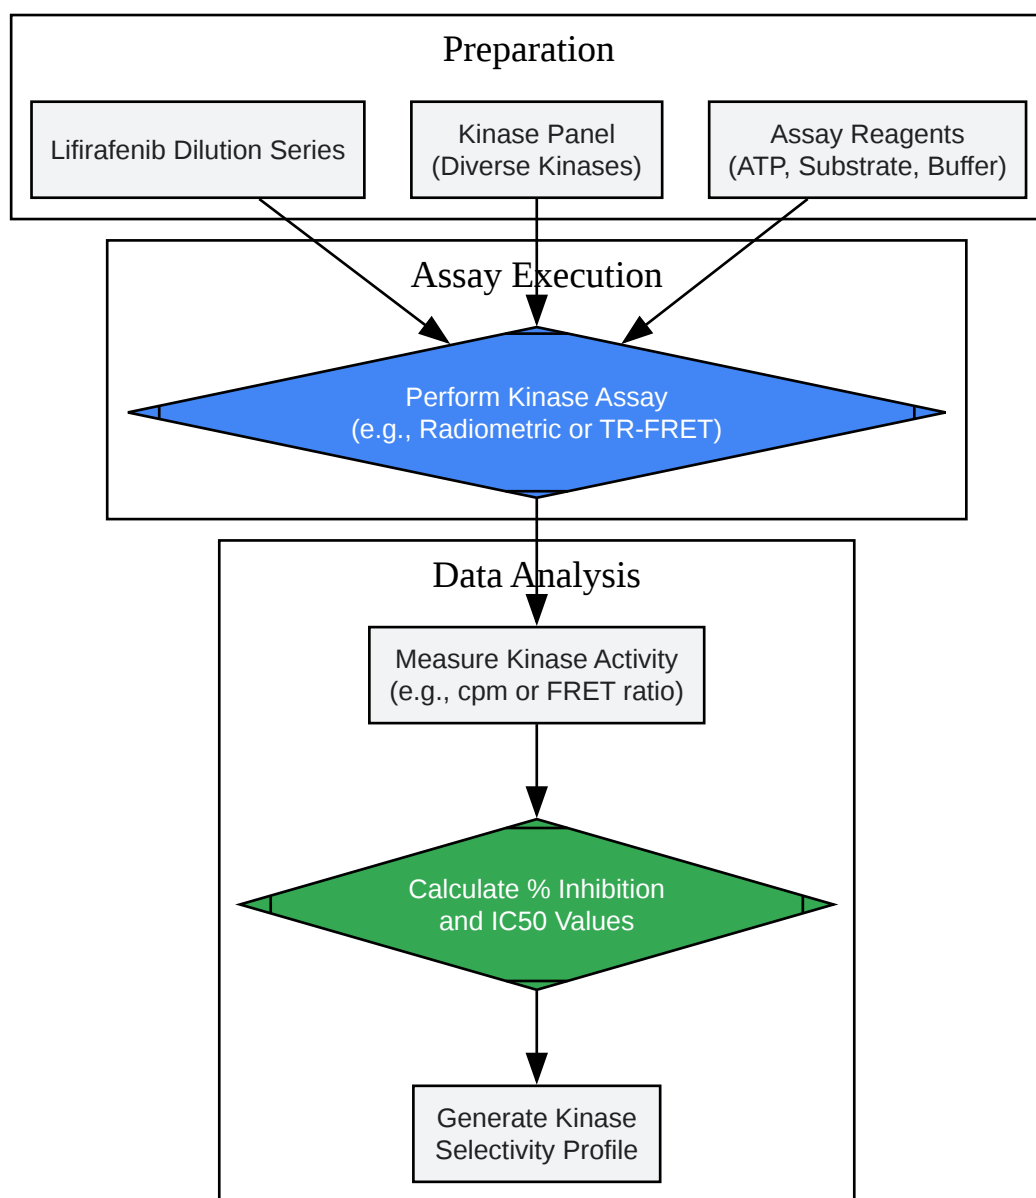 Preparation
Lifirafenib Dilution Series
Kinase Panel
(Diverse Kinases)
Assay Reagents
(ATP, Substrate, Buffer)
Assay Execution
Perform Kinase Assay
(e.g., Radiometric or TR-FRET)
Data Analysis
Measure Kinase Activity
(e.g., cpm or FRET ratio)
Calculate % Inhibition
and IC50 Values
Generate Kinase
Selectivity Profile